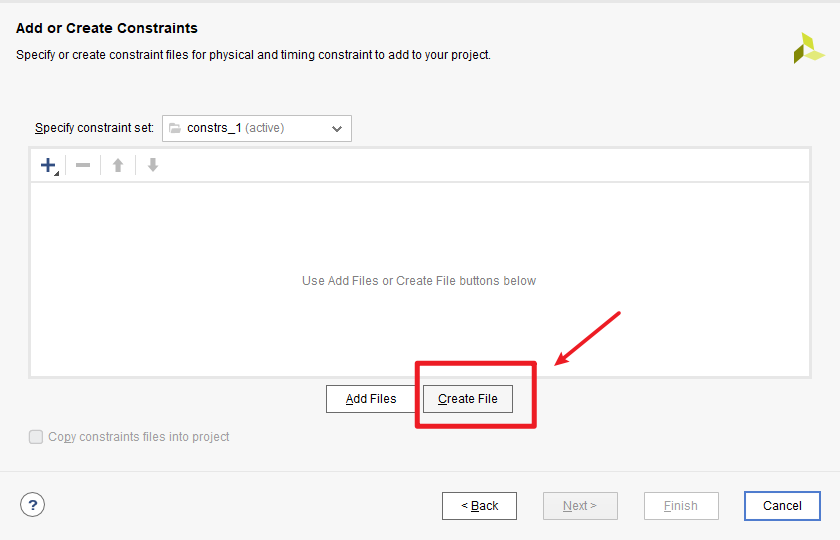 Add or Create Constraints
Specify or create constraint files for physical and timing constraint to add to your project.
Specify constraint set: constrs_1 (active)
Use Add Files or Create File buttons below
Add Files Create File
Copy constraints files into project
? < Back Next > Finish Cancel